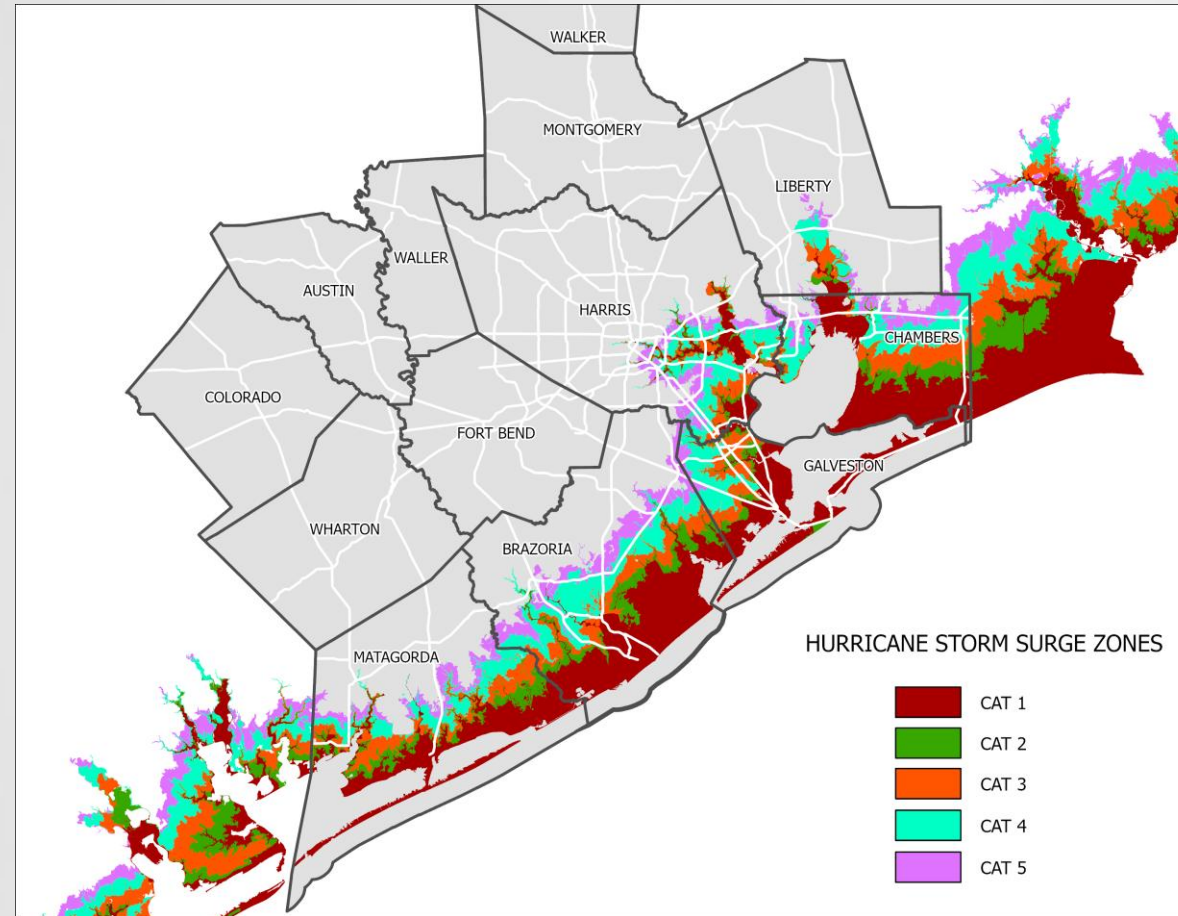 WALKER
MONTGOMERY
LIBERTY
WALLER
AUSTIN
HARRIS
CHAMBERS
COLORADO
FORT BEND
GALVESTON
WHARTON
BRAZORIA
MATAGORDA
HURRICANE STORM SURGE ZONES
CAT 1
CAT 2
CAT 3
CAT 4
CAT 5